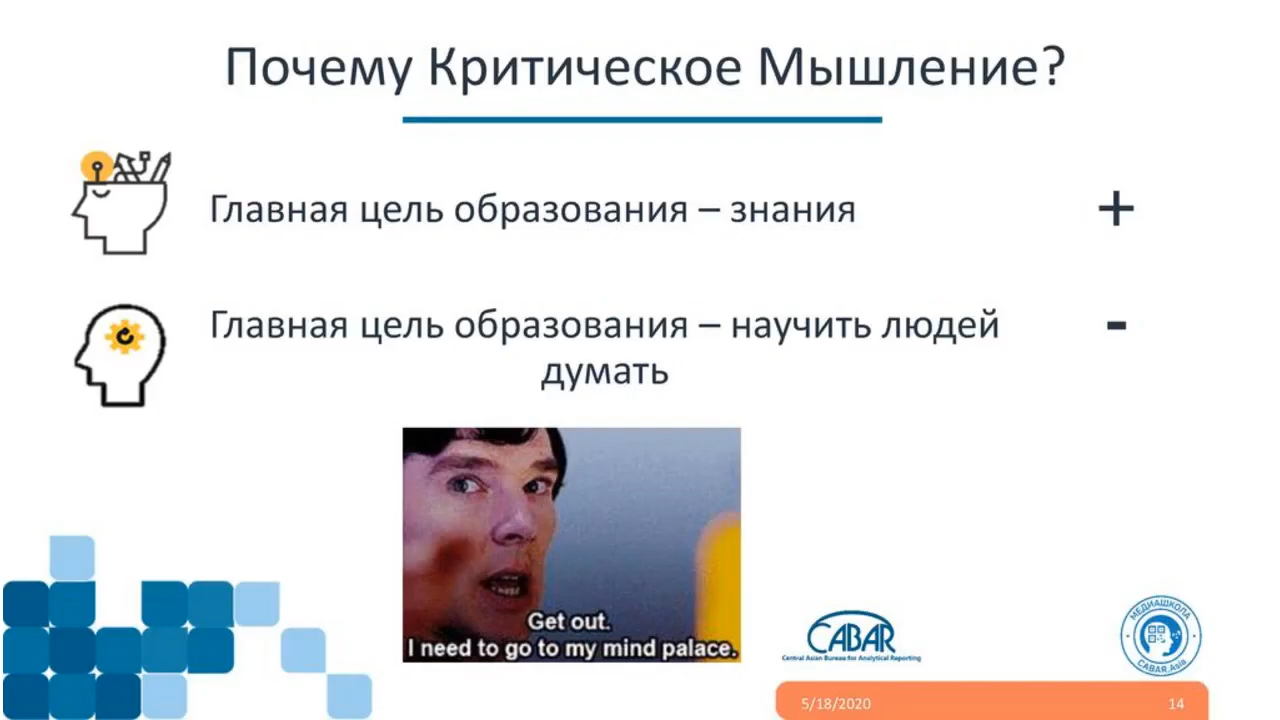 Почему Критическое Мышление?
Главная цель образования – знания
+
Главная цель образования – научить людей
думать
-
Get out.
I need to go to my mind palace.
CABAR
Central Asian Bureau for Analytical Reporting
МЕДИАШКОЛА
CABAR.Asia
5/18/2020
14